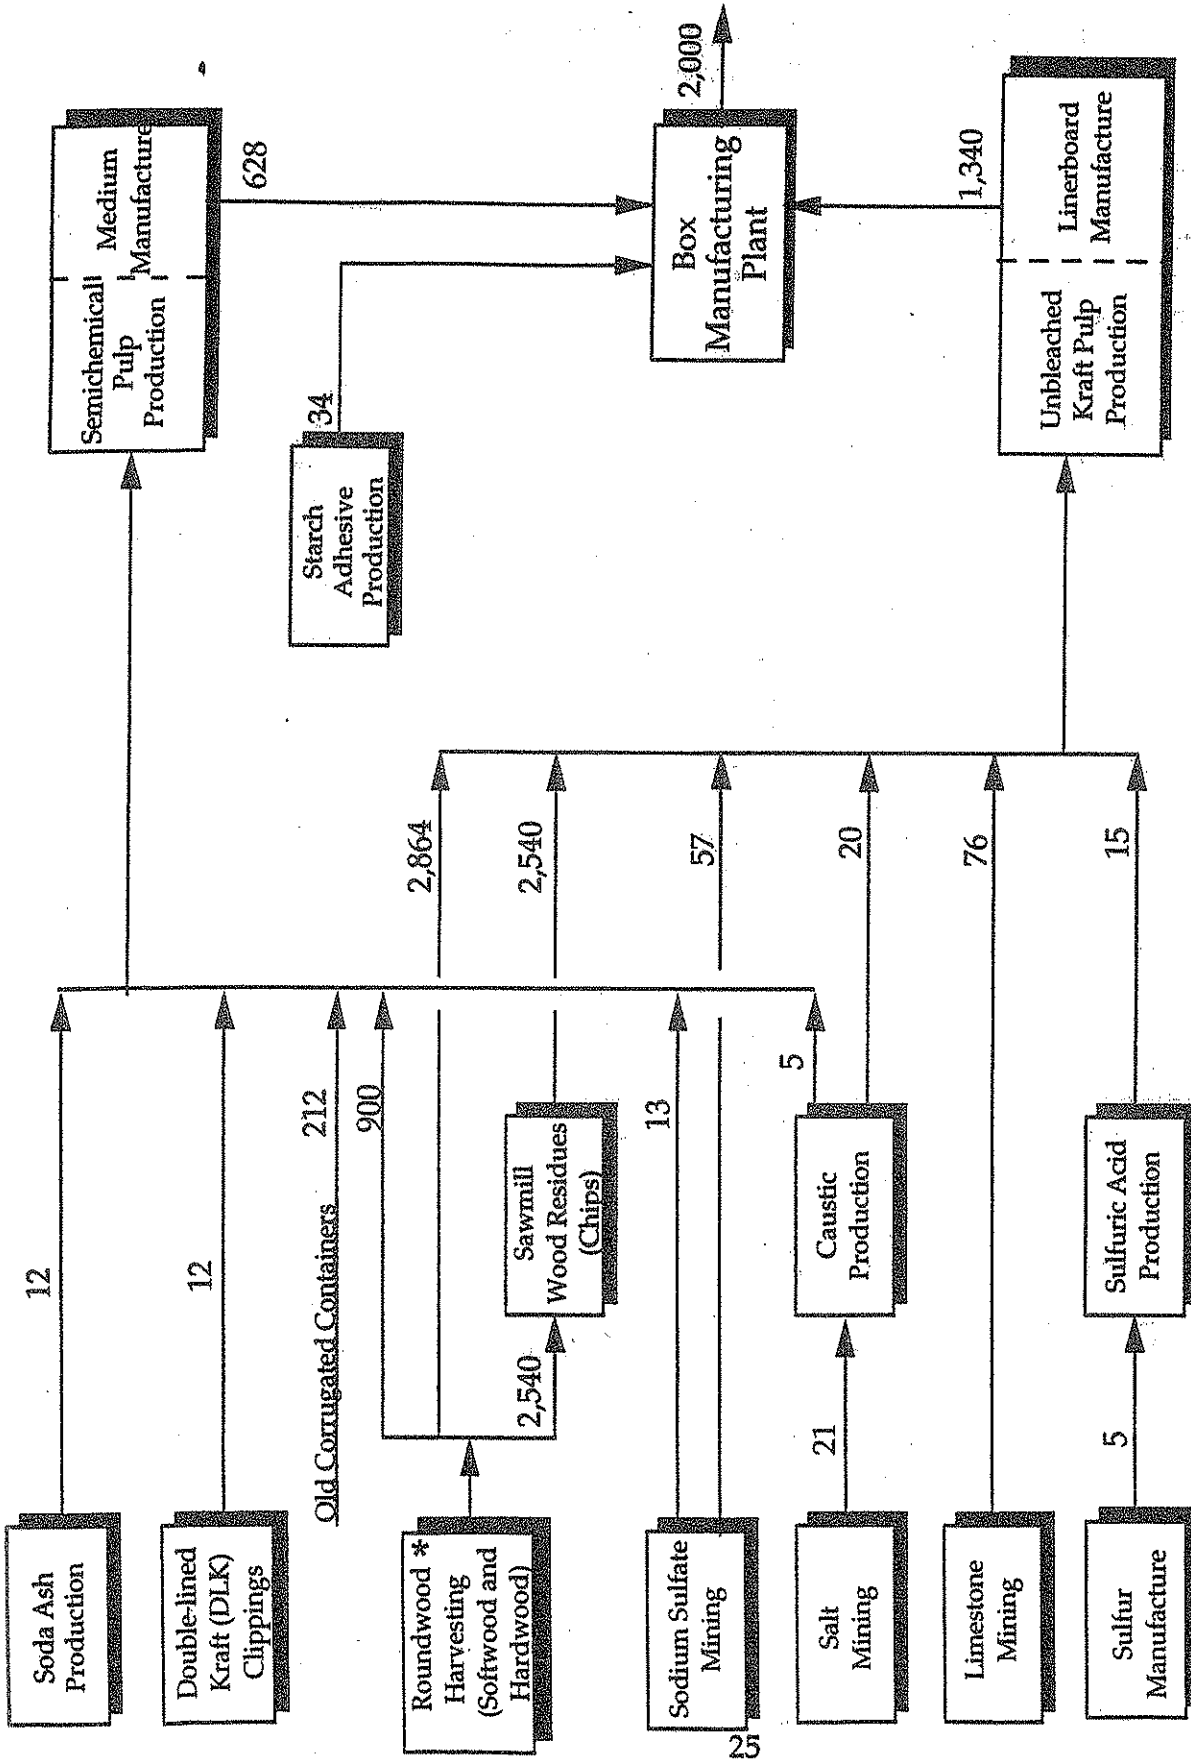 Soda Ash
Production
12
Double-lined
Kraft (DLK)
Clippings
12
Old Corrugated Containers
212
Roundwood *
Harvesting
(Softwood and
Hardwood)
900
2,864
2,540
Sawmill
Wood Residues
(Chips)
2,540
Sodium Sulfate
Mining
13
57
Salt
Mining
21
Caustic
Production
5
20
Limestone
Mining
76
Sulfur
Manufacture
5
Sulfuric Acid
Production
15
Semichemical
Pulp
Production
Medium
Manufacture
628
Starch
Adhesive
Production
34
Box
Manufacturing
Plant
2,000
Unbleached
Kraft Pulp
Production
Linerboard
Manufacture
1,340
25